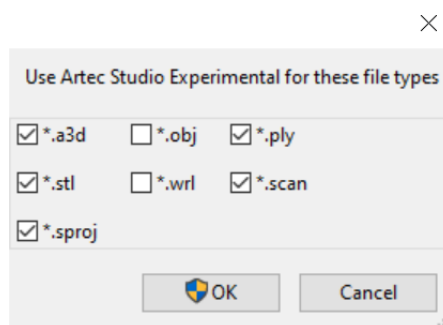 Use Artec Studio Experimental for these file types
*.a3d *.obj *.ply
*.stl *.wrl *.scan
*.sproj
OK Cancel